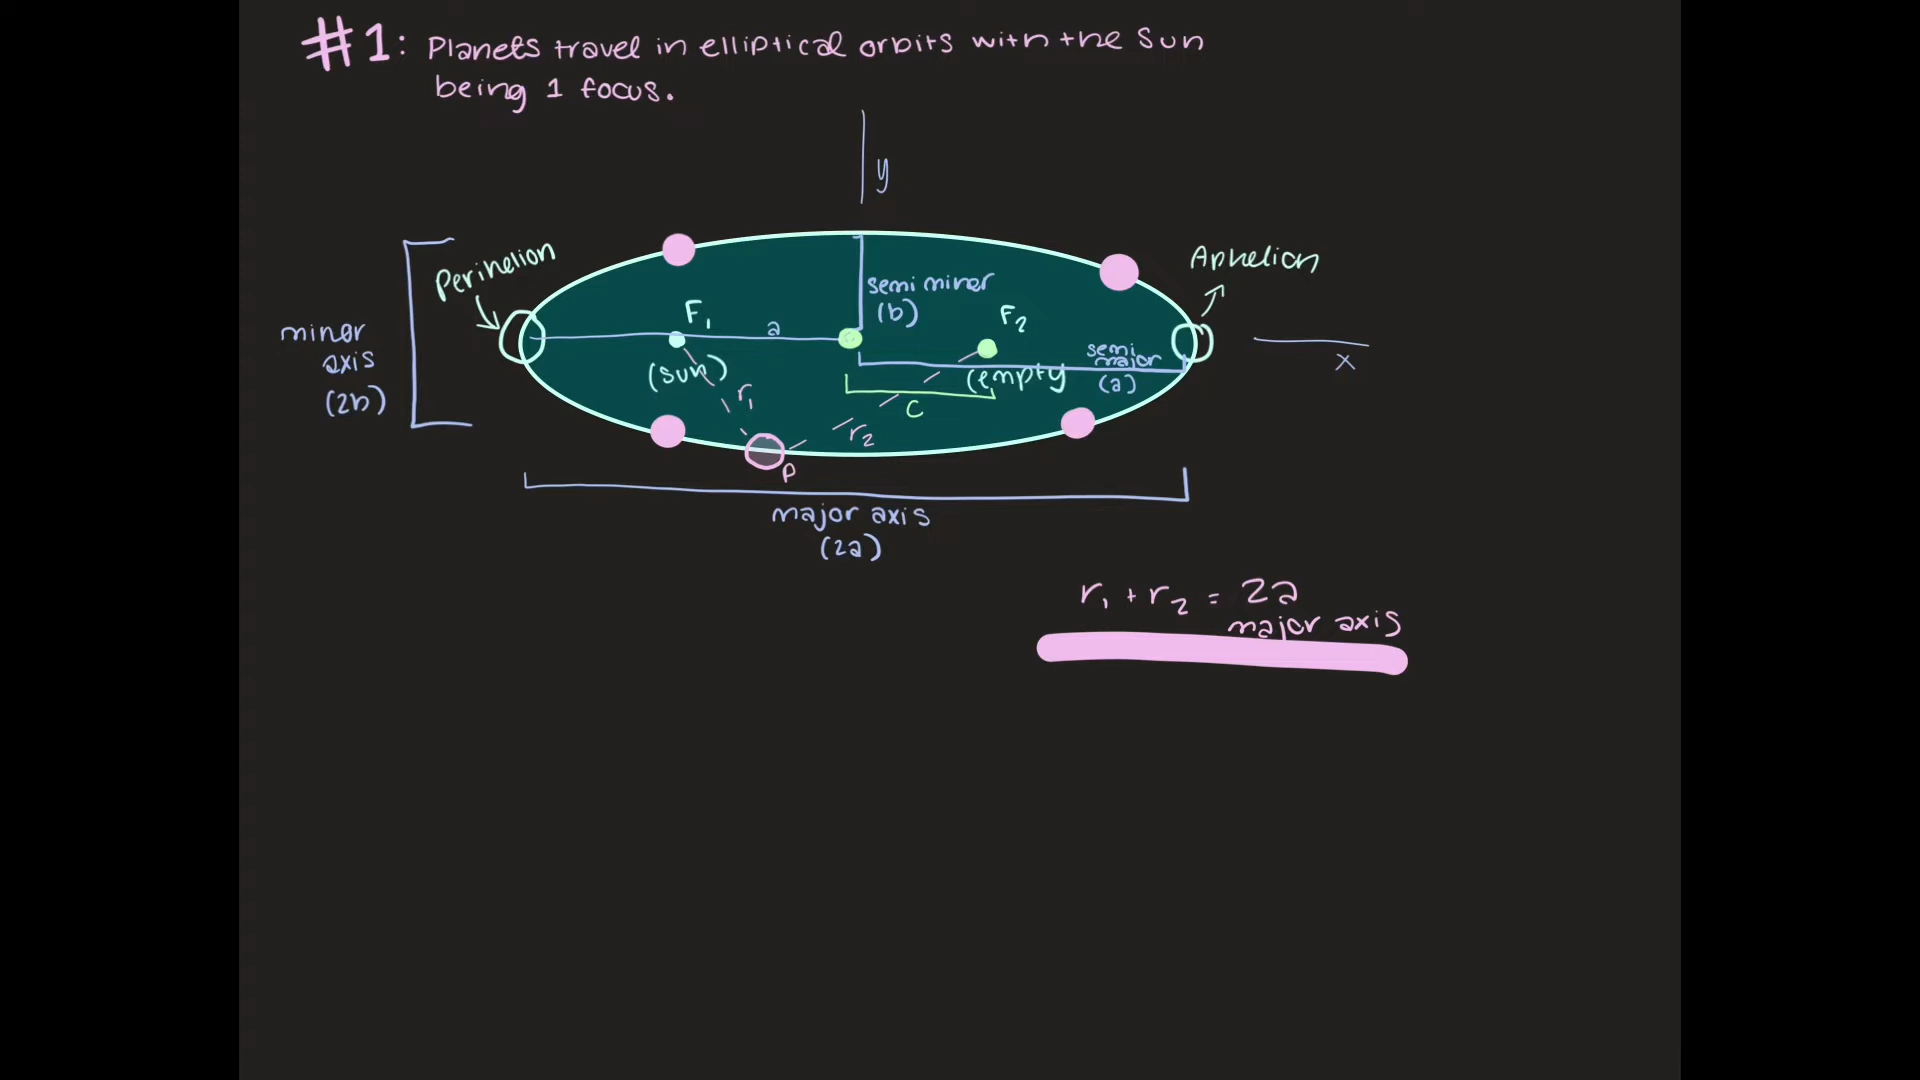 #1: Planets travel in elliptical orbits with the sun
being 1 focus.
y
Perihelion
Aphelion
semi minor
(b)
F1
a
F2
minor
axis
(2b)
semi
major
(a)
x
(sun)
(empty
r1
c
r2
P
major axis
(2a)
r1 + r2 = 2a
major axis